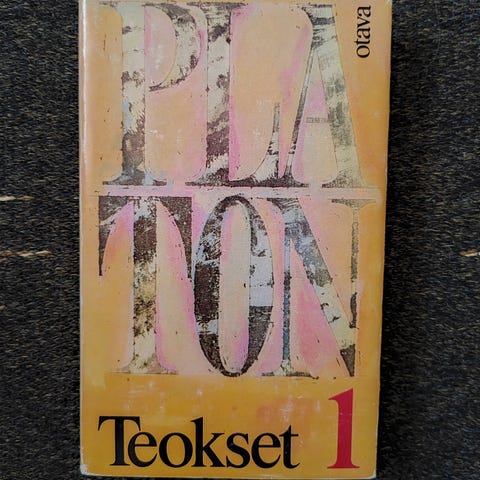 PLA
TON
otava
Teokset 1